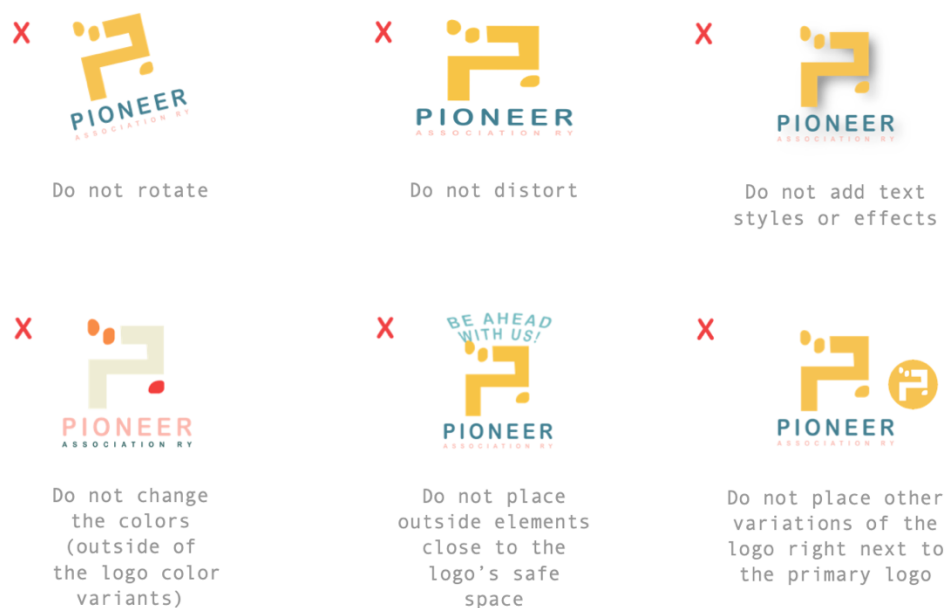 X
PIONEER
ASSOCIATION RY
Do not rotate
X
PIONEER
ASSOCIATION RY
Do not distort
X
PIONEER
ASSOCIATION RY
Do not add text
styles or effects
X
PIONEER
ASSOCIATION RY
Do not change
the colors
(outside of
the logo color
variants)
X
BE AHEAD
WITH US!
PIONEER
ASSOCIATION RY
Do not place
outside elements
close to the
logo's safe
space
X
PIONEER
ASSOCIATION RY
Do not place other
variations of the
logo right next to
the primary logo